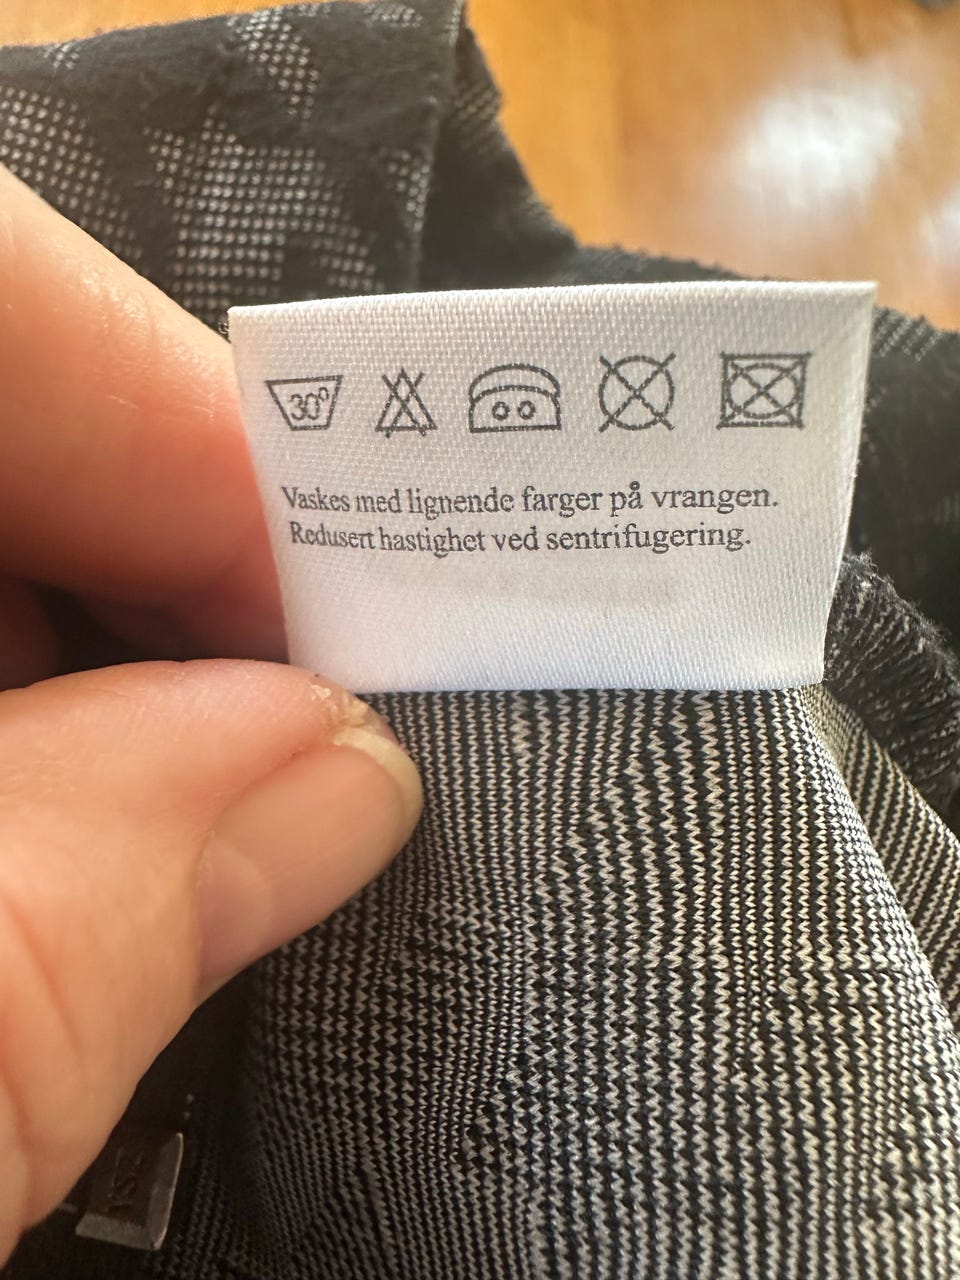 30°
Vaskes med lignende farger på vrangen.
Redusert hastighet ved sentrifugering.